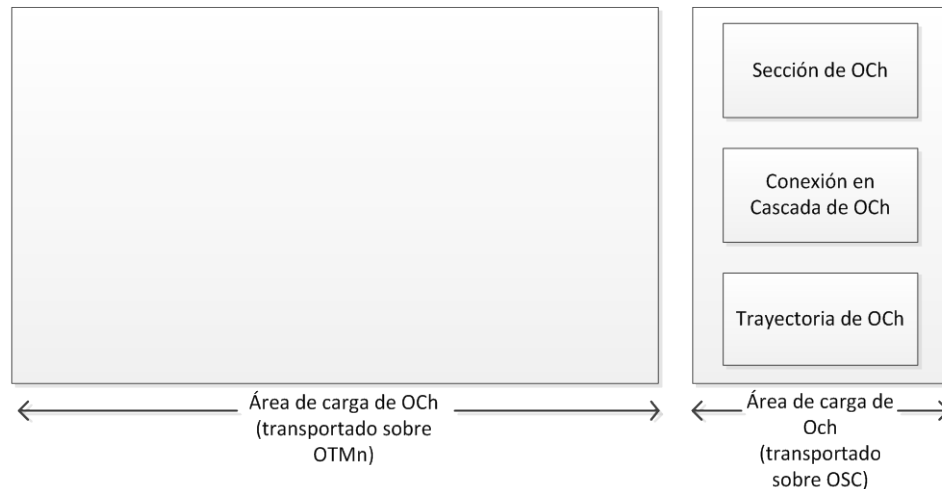 Sección de OCh
Conexión en
Cascada de OCh
Trayectoria de OCh
Área de carga de OCh
(transportado sobre
OTMn)
Área de carga de
Och
(transportado
sobre OSC)